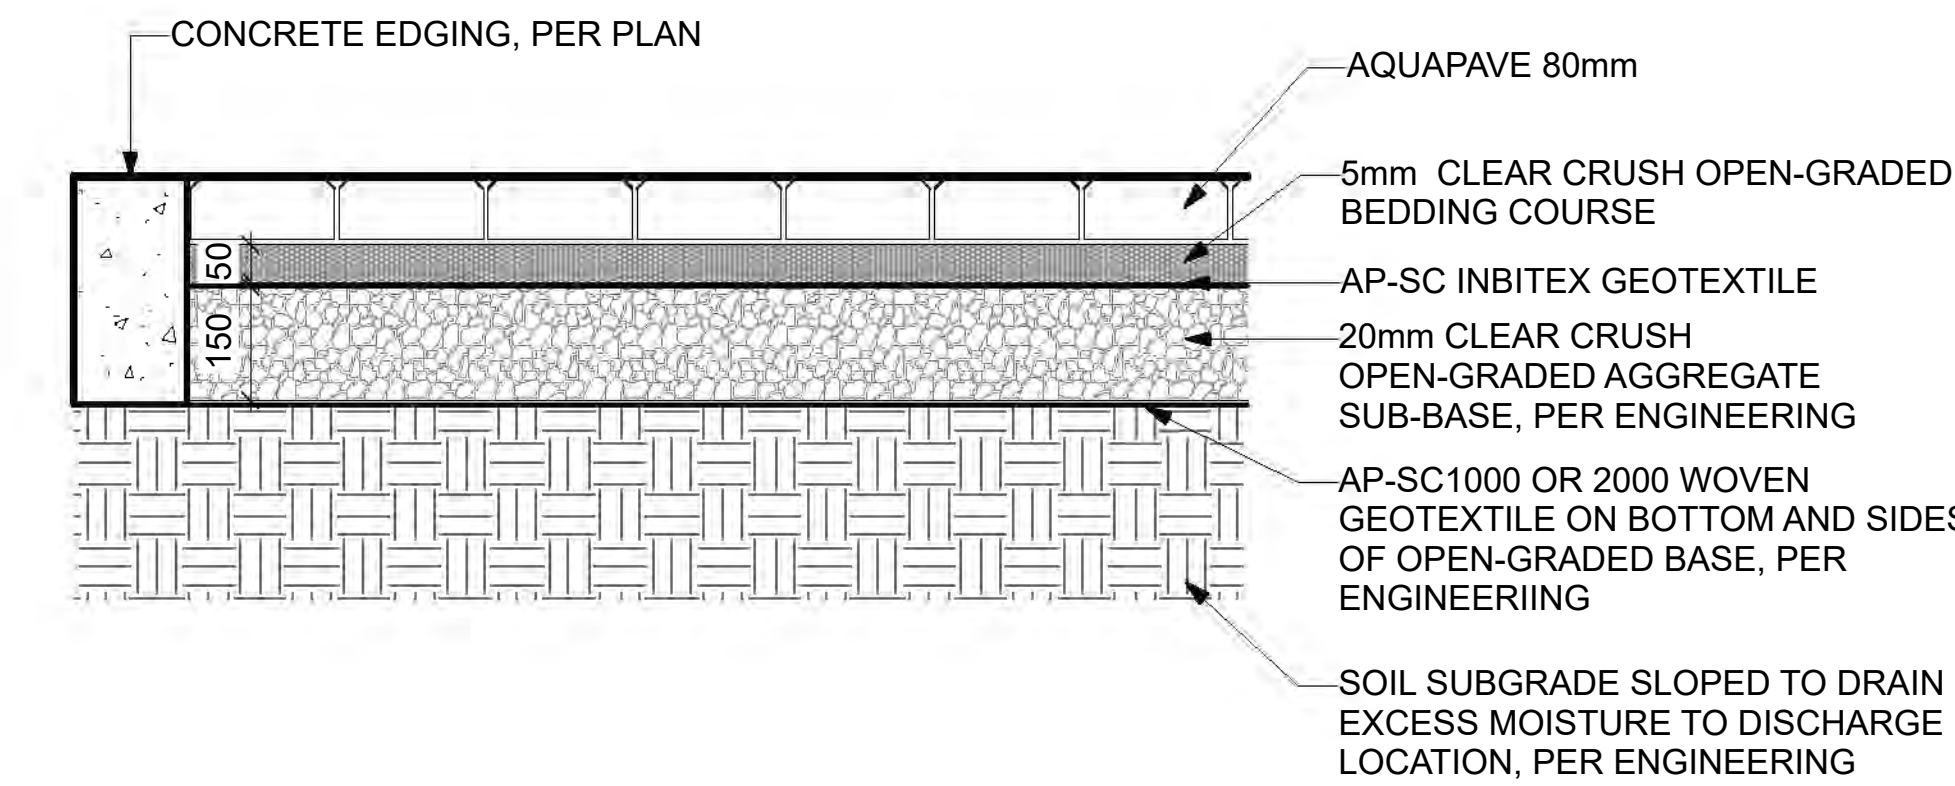 CONCRETE EDGING, PER PLAN
AQUAPAVE 80mm
5mm CLEAR CRUSH OPEN-GRADED
BEDDING COURSE
AP-SC INBITEX GEOTEXTILE
20mm CLEAR CRUSH
OPEN-GRADED AGGREGATE
SUB-BASE, PER ENGINEERING
AP-SC1000 OR 2000 WOVEN
GEOTEXTILE ON BOTTOM AND SIDES
OF OPEN-GRADED BASE, PER
ENGINEERIING
SOIL SUBGRADE SLOPED TO DRAIN
EXCESS MOISTURE TO DISCHARGE
LOCATION, PER ENGINEERING
50
150